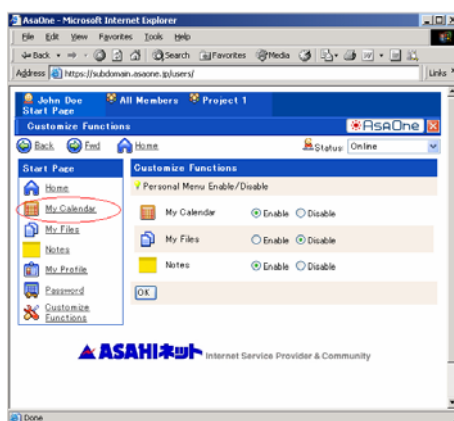 AsaOne - Microsoft Internet Explorer
File Edit View Favorites Tools Help
Back Search Favorites Media
Address https://subdomain.asaone.jp/users/ Links »
John Doe All Members Project 1
Start Page
Customize Functions AsaOne
Back Fwd Home Status Online
Start Page
Home
My Calendar
My Files
Notes
My Profile
Password
Customize
Functions
Customize Functions
Personal Menu Enable/Disable
My Calendar Enable Disable
My Files Enable Disable
Notes Enable Disable
OK
ASAHIネット Internet Service Provider & Community
Done